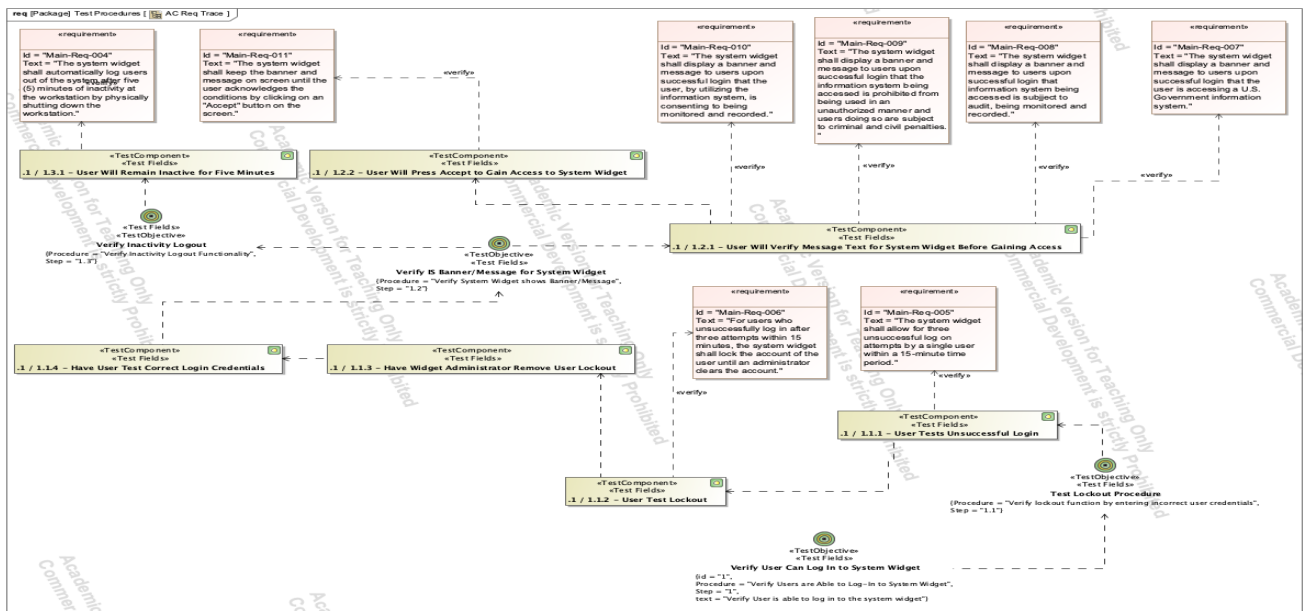 req [Package] Test Procedures [ AC Req Trace ]
«requirement»
Id = "Main-Req-004"
Text = "The system widget
shall automatically log users
out of the system after five
(5) minutes of inactivity at
the workstation by physically
shutting down the
workstation."
«verify»
«requirement»
Id = "Main-Req-011"
Text = "The system widget
shall keep the banner and
message on screen until the
user acknowledges the
conditions by clicking on an
"Accept" button on the
screen."
«verify»
«requirement»
Id = "Main-Req-010"
Text = "The system widget
shall display a banner and
message to users upon
successful login that the
user, by utilizing the
information system, is
consenting to being
monitored and recorded."
«verify»
«requirement»
Id = "Main-Req-009"
Text = "The system widget
shall display a banner and
message to users upon
successful login that the
information system being
accessed is prohibited from
being used in an
unauthorized manner and
users doing so are subject
to criminal and civil penalties.
"
«verify»
«requirement»
Id = "Main-Req-008"
Text = "The system widget
shall display a banner and
message to users upon
successful login that
information system being
accessed is subject to
audit, being monitored and
recorded."
«verify»
«requirement»
Id = "Main-Req-007"
Text = "The system widget
shall display a banner and
message to users upon
successful login that the
user is accessing a U.S.
Government information
system."
«verify»
«TestComponent»
«Test Fields»
.1 / 1.3.1 - User Will Remain Inactive for Five Minutes
«TestComponent»
«Test Fields»
.1 / 1.2.2 - User Will Press Accept to Gain Access to System Widget
«Test Fields»
«TestObjective»
Verify Inactivity Logout
{Procedure = "Verify Inactivity Logout Functionality",
Step = "1.3"}
«TestObjective»
«Test Fields»
Verify IS Banner/Message for System Widget
{Procedure = "Verify System Widget shows Banner/Message",
Step = "1.2"}
«TestComponent»
«Test Fields»
.1 / 1.2.1 - User Will Verify Message Text for System Widget Before Gaining Access
«requirement»
Id = "Main-Req-006"
Text = "For users who
unsuccessfully log in after
three attempts within 15
minutes, the system widget
shall lock the account of the
user until an administrator
clears the account."
«verify»
«requirement»
Id = "Main-Req-005"
Text = "The system widget
shall allow for three
unsuccessful log on
attempts by a single user
within a 15-minute time
period."
«verify»
«TestComponent»
«Test Fields»
.1 / 1.1.4 - Have User Test Correct Login Credentials
«TestComponent»
«Test Fields»
.1 / 1.1.3 - Have Widget Administrator Remove User Lockout
«TestComponent»
«Test Fields»
.1 / 1.1.1 - User Tests Unsuccessful Login
«TestComponent»
«Test Fields»
.1 / 1.1.2 - User Test Lockout
«TestObjective»
«Test Fields»
Test Lockout Procedure
{Procedure = "Verify lockout function by entering incorrect user credentials",
Step = "1.1"}
«TestObjective»
«Test Fields»
Verify User Can Log In to System Widget
{id = "1",
Procedure = "Verify Users are Able to Log-In to System Widget",
Step = "1",
text = "Verify User is able to log in to the system widget"}
Academic Version for Teaching Only
Commercial Development is strictly Prohibited